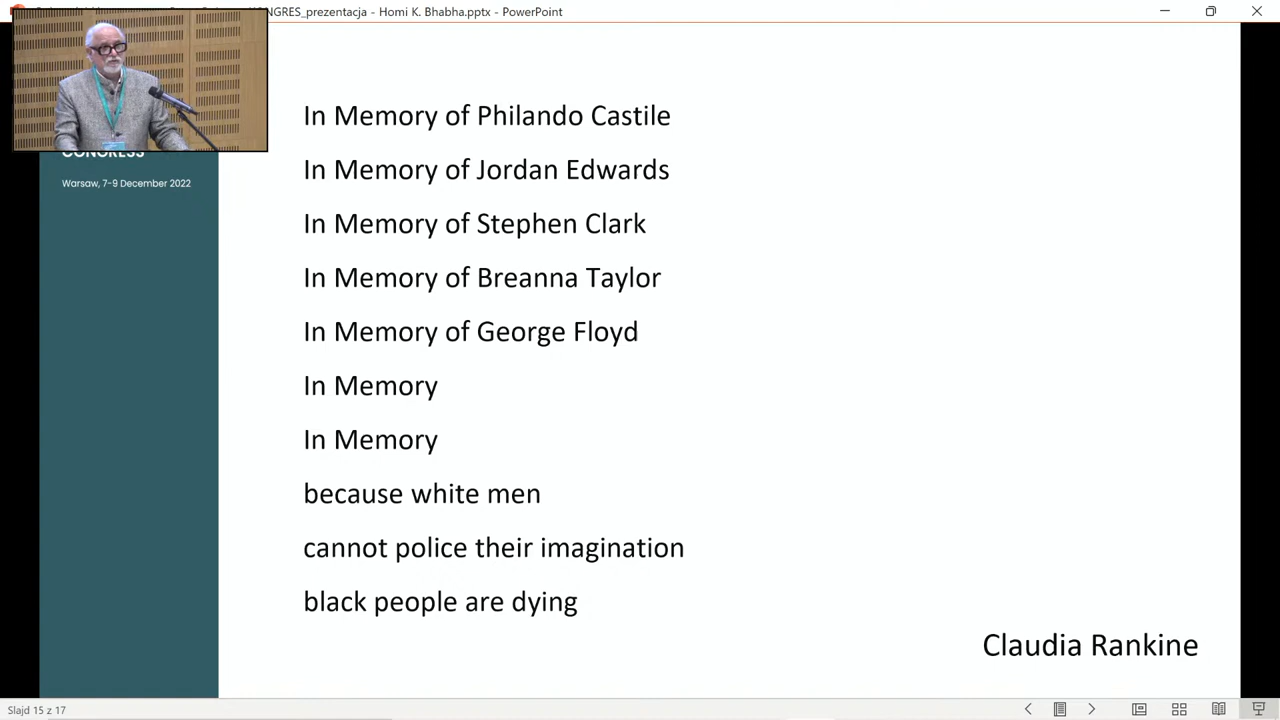 KONGRES_prezentacja - Homi K. Bhabha.pptx - PowerPoint
CONGRESS
Warsaw, 7-9 December 2022
In Memory of Philando Castile
In Memory of Jordan Edwards
In Memory of Stephen Clark
In Memory of Breanna Taylor
In Memory of George Floyd
In Memory
In Memory
because white men
cannot police their imagination
black people are dying
Claudia Rankine
Slajd 15 z 17